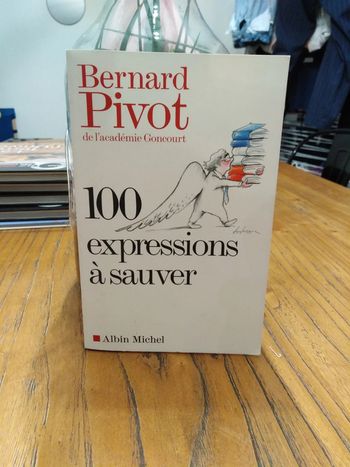 Bernard
Pivot
de l'académie Goncourt
100
expressions
à sauver
Albin Michel